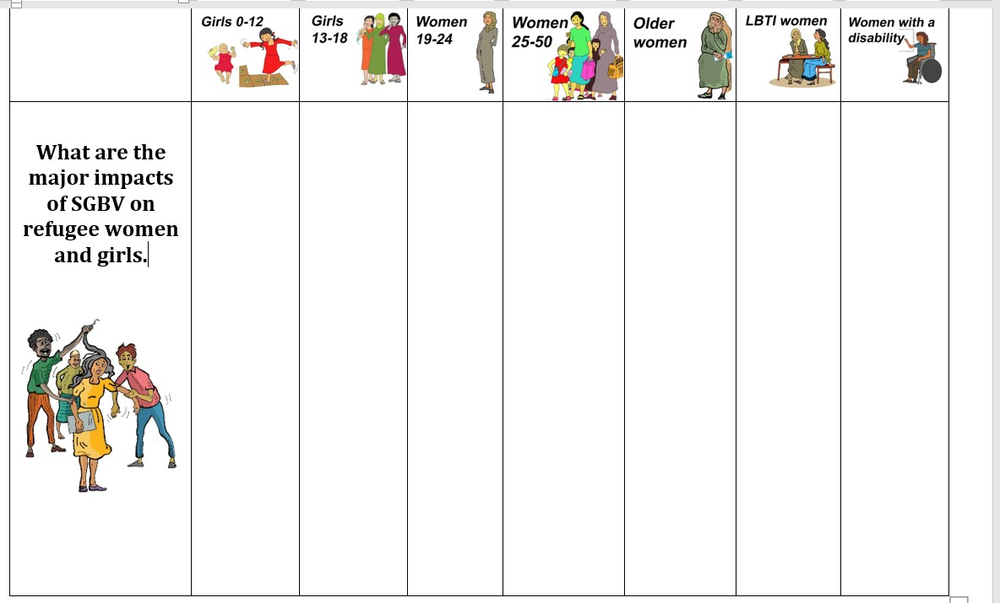 Girls 0-12
Girls
13-18
Women
19-24
Women
25-50
Older
women
LBTI women
Women with a
disability
What are the
major impacts
of SGBV on
refugee women
and girls.